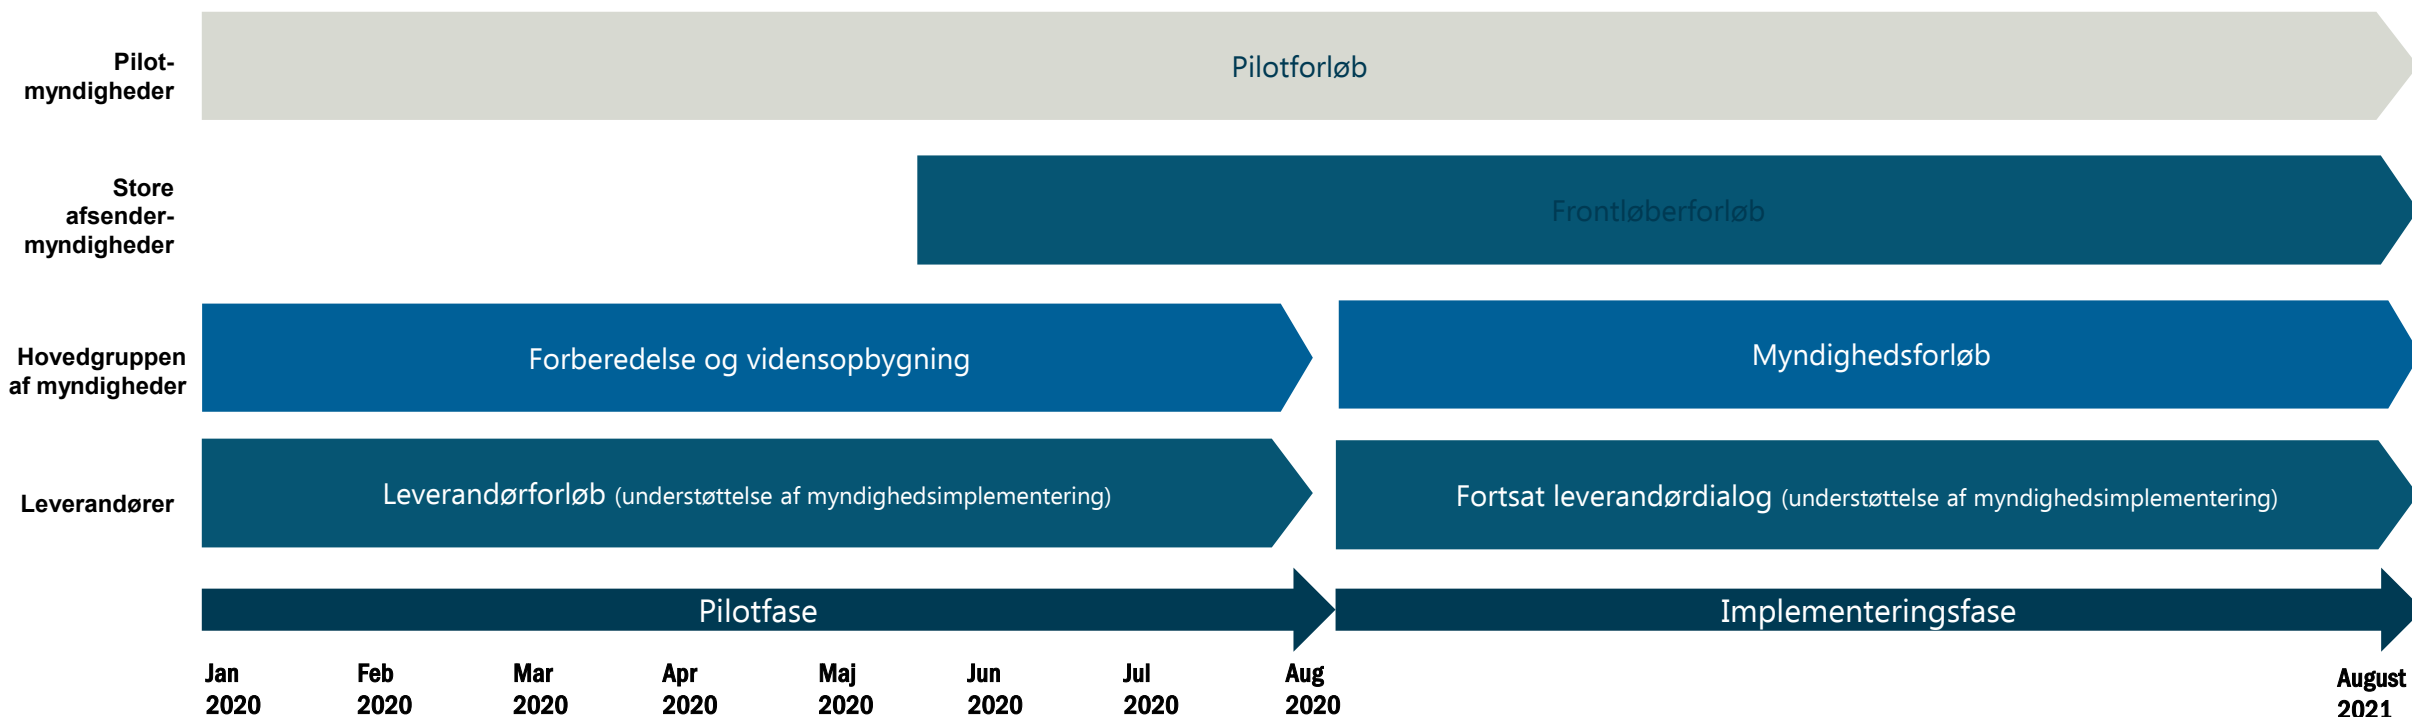 Pilot-
myndigheder
Pilotforløb
Store
afsender-
myndigheder
Frontløberforløb
Hovedgruppen
af myndigheder
Forberedelse og vidensopbygning
Myndighedsforløb
Leverandører
Leverandørforløb (understøttelse af myndighedsimplementering)
Fortsat leverandørdialog (understøttelse af myndighedsimplementering)
Pilotfase
Implementeringsfase
Jan
2020
Feb
2020
Mar
2020
Apr
2020
Maj
2020
Jun
2020
Jul
2020
Aug
2020
August
2021